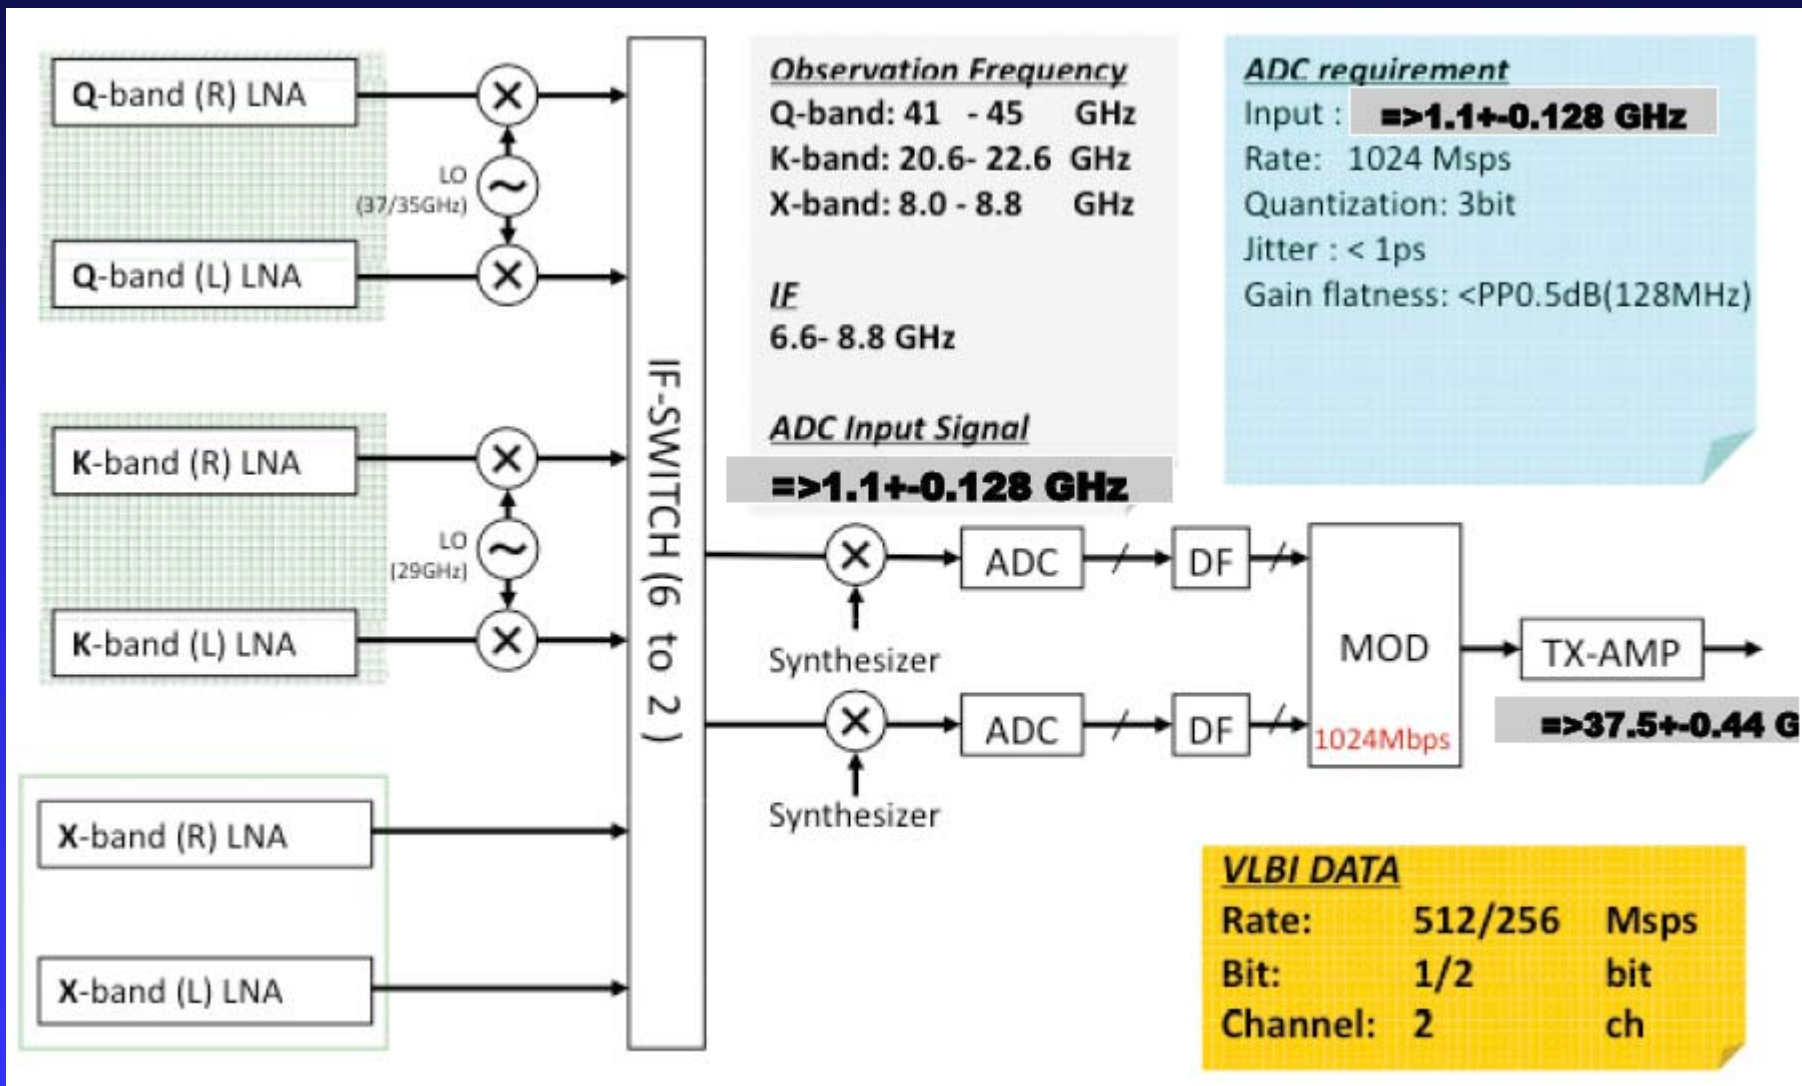 Q-band (R) LNA
LO
(37/35GHz)
Q-band (L) LNA
K-band (R) LNA
LO
(29GHz)
K-band (L) LNA
X-band (R) LNA
X-band (L) LNA
IF-SWITCH (6 to 2 )
Observation Frequency
Q-band: 41 - 45 GHz
K-band: 20.6- 22.6 GHz
X-band: 8.0 - 8.8 GHz
IF
6.6- 8.8 GHz
ADC Input Signal
=>1.1+-0.128 GHz
ADC requirement
Input : =>1.1+-0.128 GHz
Rate: 1024 Msps
Quantization: 3bit
Jitter : < 1ps
Gain flatness: <PP0.5dB(128MHz)
ADC
DF
Synthesizer
ADC
DF
Synthesizer
MOD
1024Mbps
TX-AMP
=>37.5+-0.44 G
VLBI DATA
Rate: 512/256 Msps
Bit: 1/2 bit
Channel: 2 ch